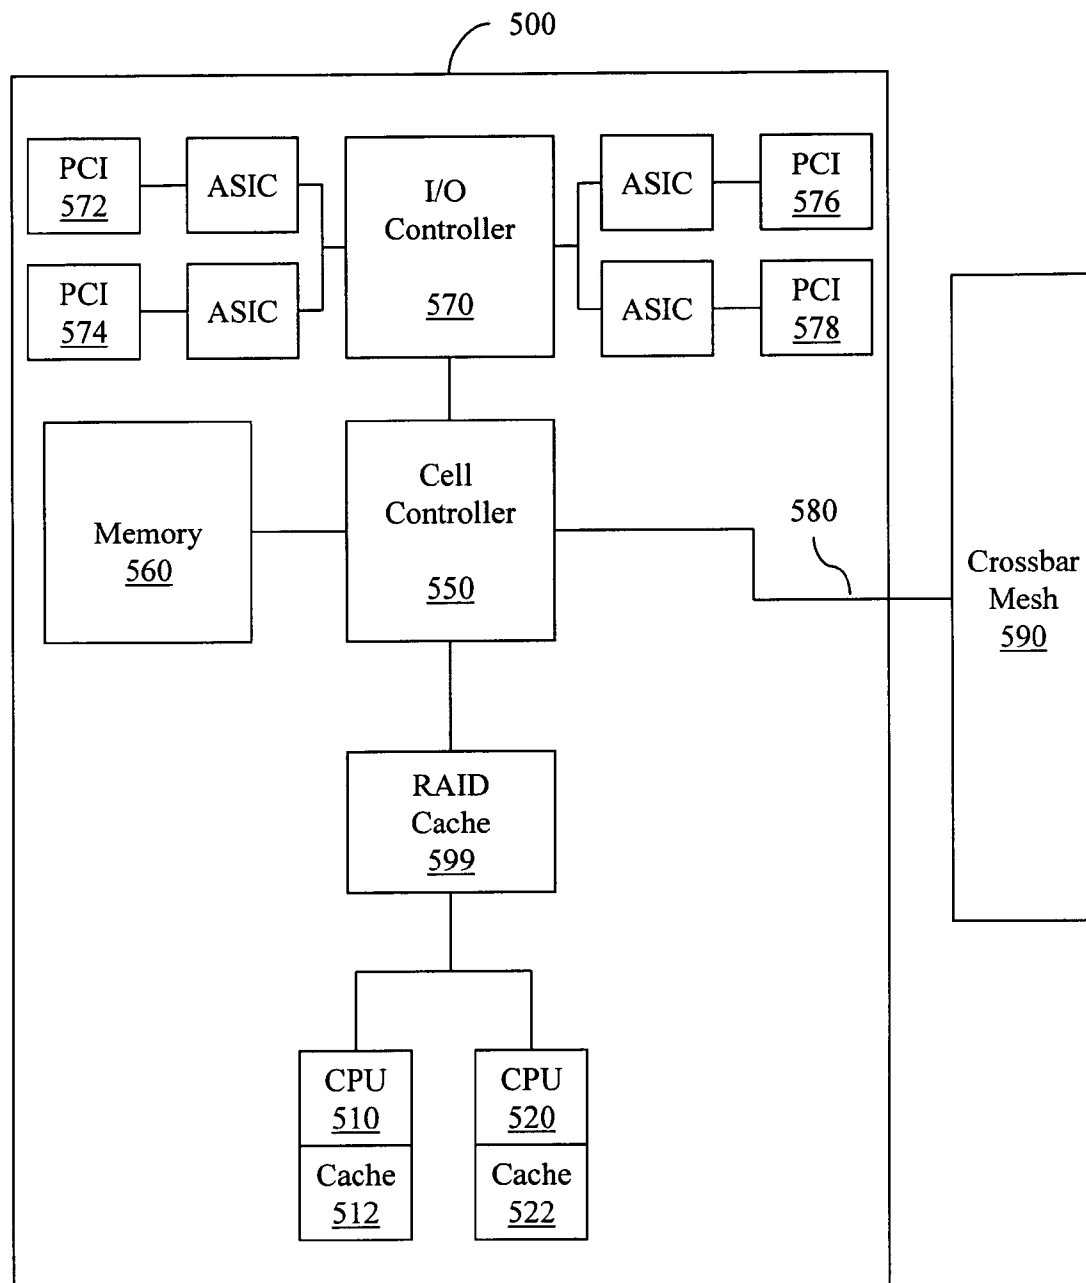 500
PCI
572
ASIC
I/O
Controller
570
ASIC
PCI
576
PCI
574
ASIC
ASIC
PCI
578
Memory
560
Cell
Controller
550
580
Crossbar
Mesh
590
RAID
Cache
599
CPU
510
Cache
512
CPU
520
Cache
522